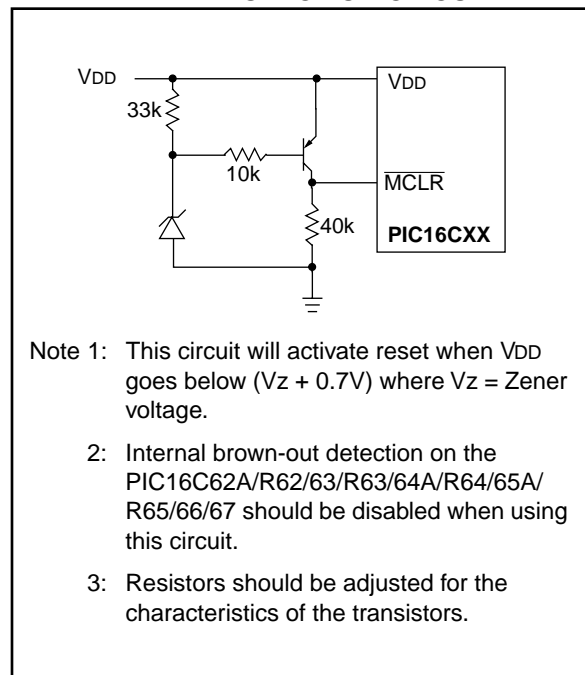 VDD
VDD
33k
10k
MCLR
40k
PIC16CXX
Note 1: This circuit will activate reset when VDD
goes below (Vz + 0.7V) where Vz = Zener
voltage.
2: Internal brown-out detection on the
PIC16C62A/R62/63/R63/64A/R64/65A/
R65/66/67 should be disabled when using
this circuit.
3: Resistors should be adjusted for the
characteristics of the transistors.